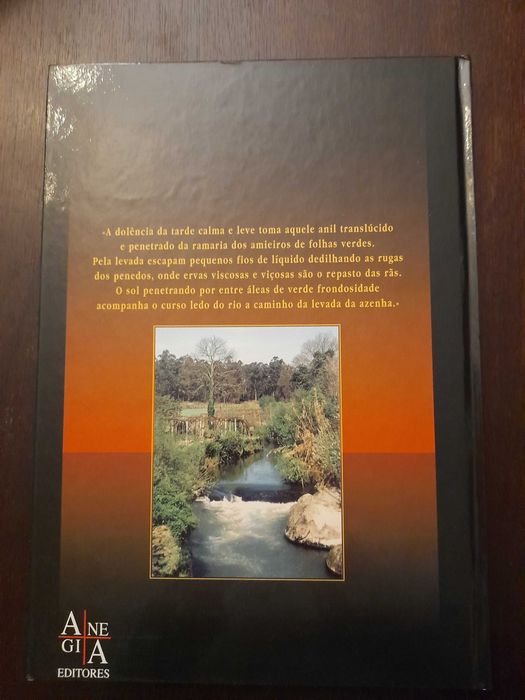 «A dolência da tarde calma e leve toma aquele anil translúcido
e penetrado da ramaria dos amieiros de folhas verdes.
Pela levada escapam pequenos fios de líquido dedilhando as rugas
dos penedos, onde ervas viscosas e viçosas são o repasto das rãs.
O sol penetrando por entre áleas de verde frondosidade
acompanha o curso ledo do rio a caminho da levada da azenha.»
A NE
GI A
EDITORES